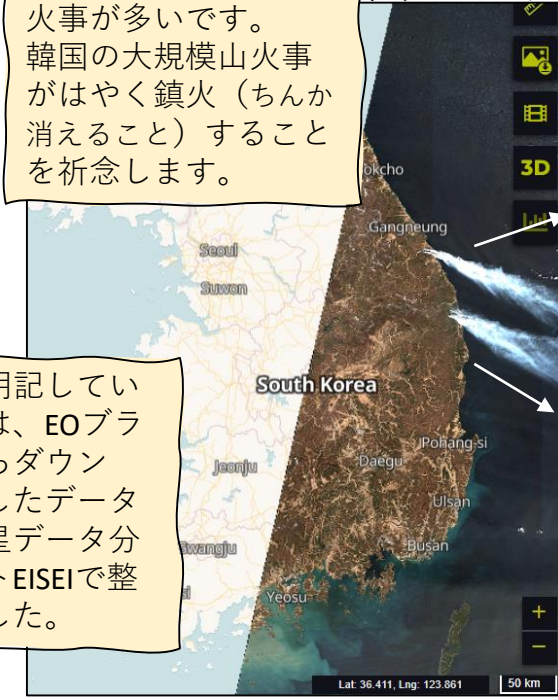 火事が多いです。
韓国の大規模山火事
がはやく鎮火（ちんか
消えること）すること
を祈念します。
okcho
3D
Gangneung
Seoul
Suwon
South Korea
明記してい
は、EOブラ
らダウン
したデータ
星データ分
トEISEIで整
した。
Jeonju
Pohang-si
Daegu
Ulsan
Gwangju
Busan
Yeosu
+
−
Lat: 36.411, Lng: 123.861
50 km